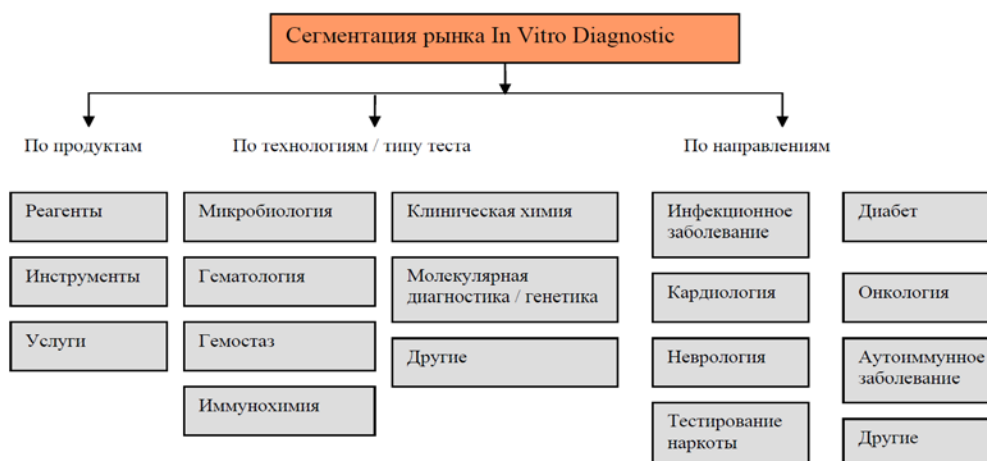 Сегментация рынка In Vitro Diagnostic
По продуктам
По технологиям / типу теста
По направлениям
Реагенты
Инструменты
Услуги
Микробиология
Гематология
Гемостаз
Иммунохимия
Клиническая химия
Молекулярная
диагностика / генетика
Другие
Инфекционное
заболевание
Кардиология
Неврология
Тестирование
наркоты
Диабет
Онкология
Аутоиммунное
заболевание
Другие